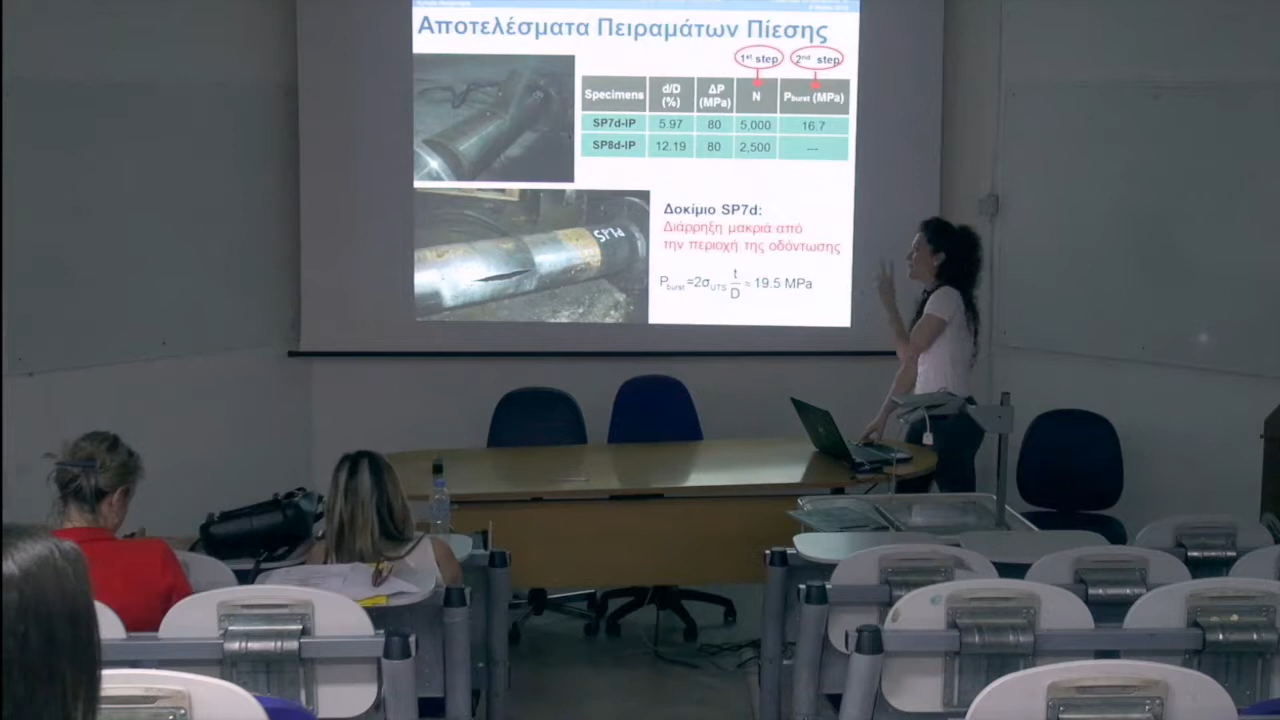 Αποτελέσματα Πειραμάτων Πίεσης
1st step 2nd step
Specimens d/D (%) ΔP (MPa) N Pburst (MPa)
SP7d-IP 5.97 80 5,000 16.7
SP8d-IP 12.19 80 2,500 ---
SP7d
Δοκίμιο SP7d:
Διάρρηξη μακριά από
την περιοχή της οδόντωσης
Pburst=2σUTS t/D ≈ 19.5 MPa